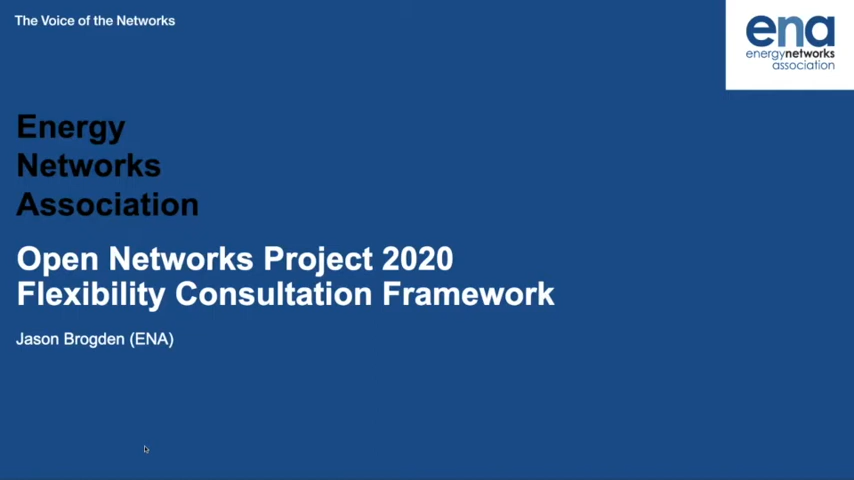 The Voice of the Networks
ena
energynetworks
association
Energy
Networks
Association
Open Networks Project 2020
Flexibility Consultation Framework
Jason Brogden (ENA)